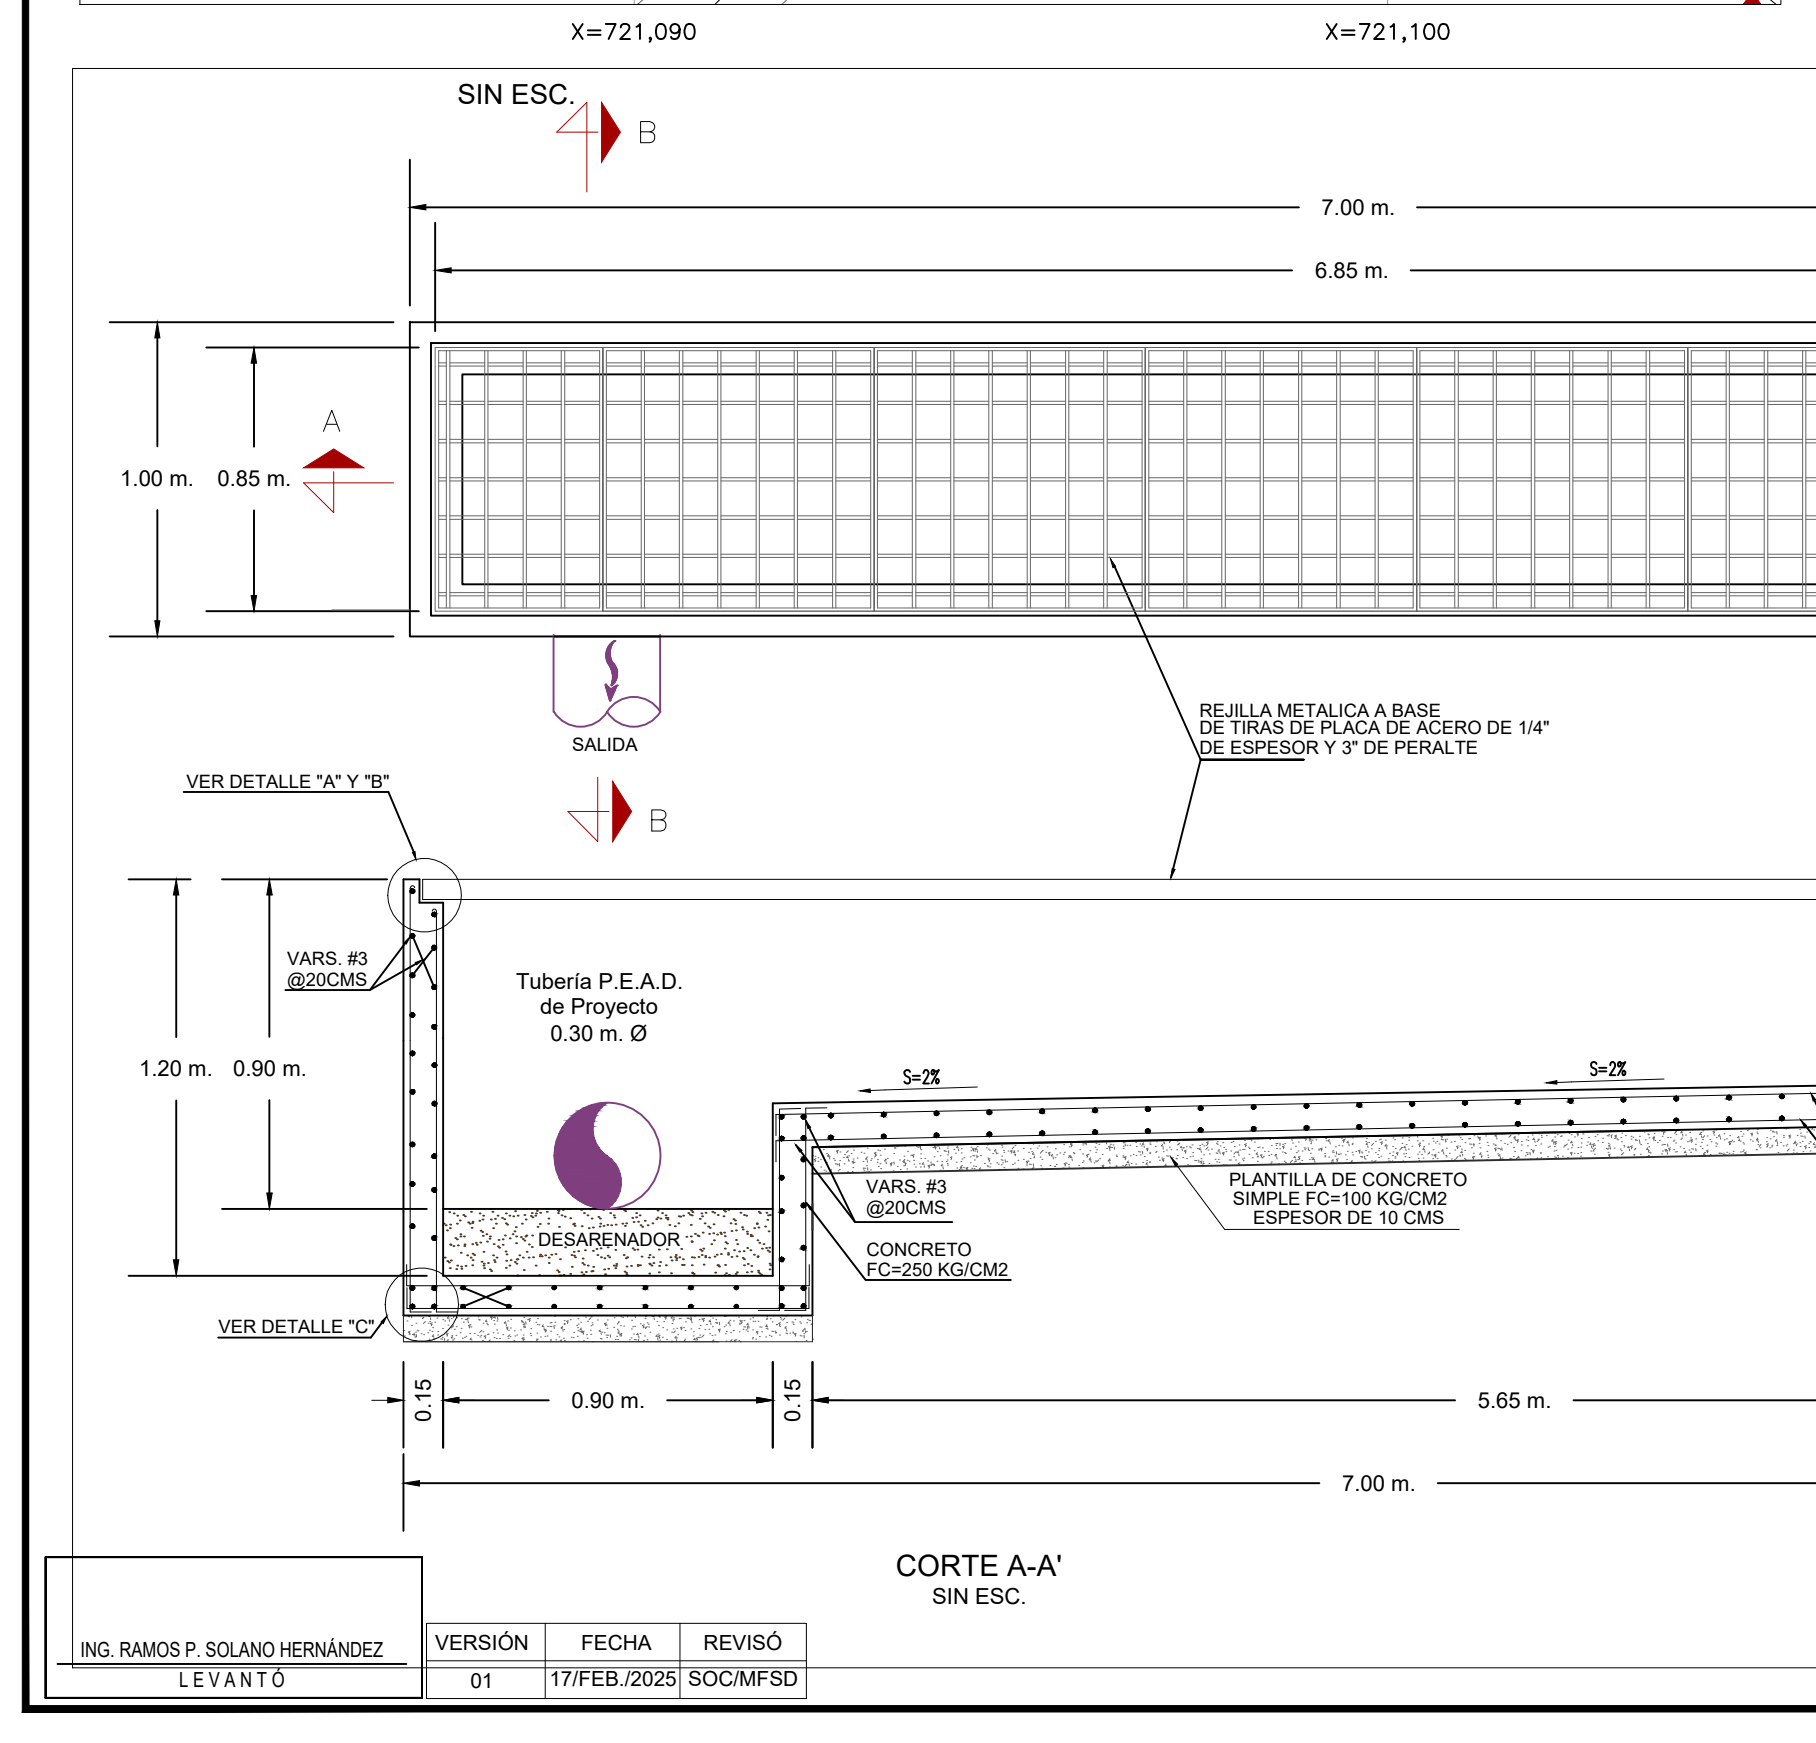 X=721,090
X=721,100
SIN ESC.
B
7.00 m.
6.85 m.
A
1.00 m.
0.85 m.
SALIDA
REJILLA METALICA A BASE
DE TIRAS DE PLACA DE ACERO DE 1/4"
DE ESPESOR Y 3" DE PERALTE
VER DETALLE "A" Y "B"
B
VARS. #3
@20CMS
Tubería P.E.A.D.
de Proyecto
0.30 m. Ø
1.20 m.
0.90 m.
S=2%
S=2%
DESARENADOR
VARS. #3
@20CMS
PLANTILLA DE CONCRETO
SIMPLE FC=100 KG/CM2
ESPESOR DE 10 CMS
CONCRETO
FC=250 KG/CM2
VER DETALLE "C"
0.15
0.90 m.
0.15
5.65 m.
7.00 m.
CORTE A-A'
SIN ESC.
ING. RAMOS P. SOLANO HERNÁNDEZ
LEVANTÓ
VERSIÓN FECHA REVISÓ
01 17/FEB./2025 SOC/MFSD